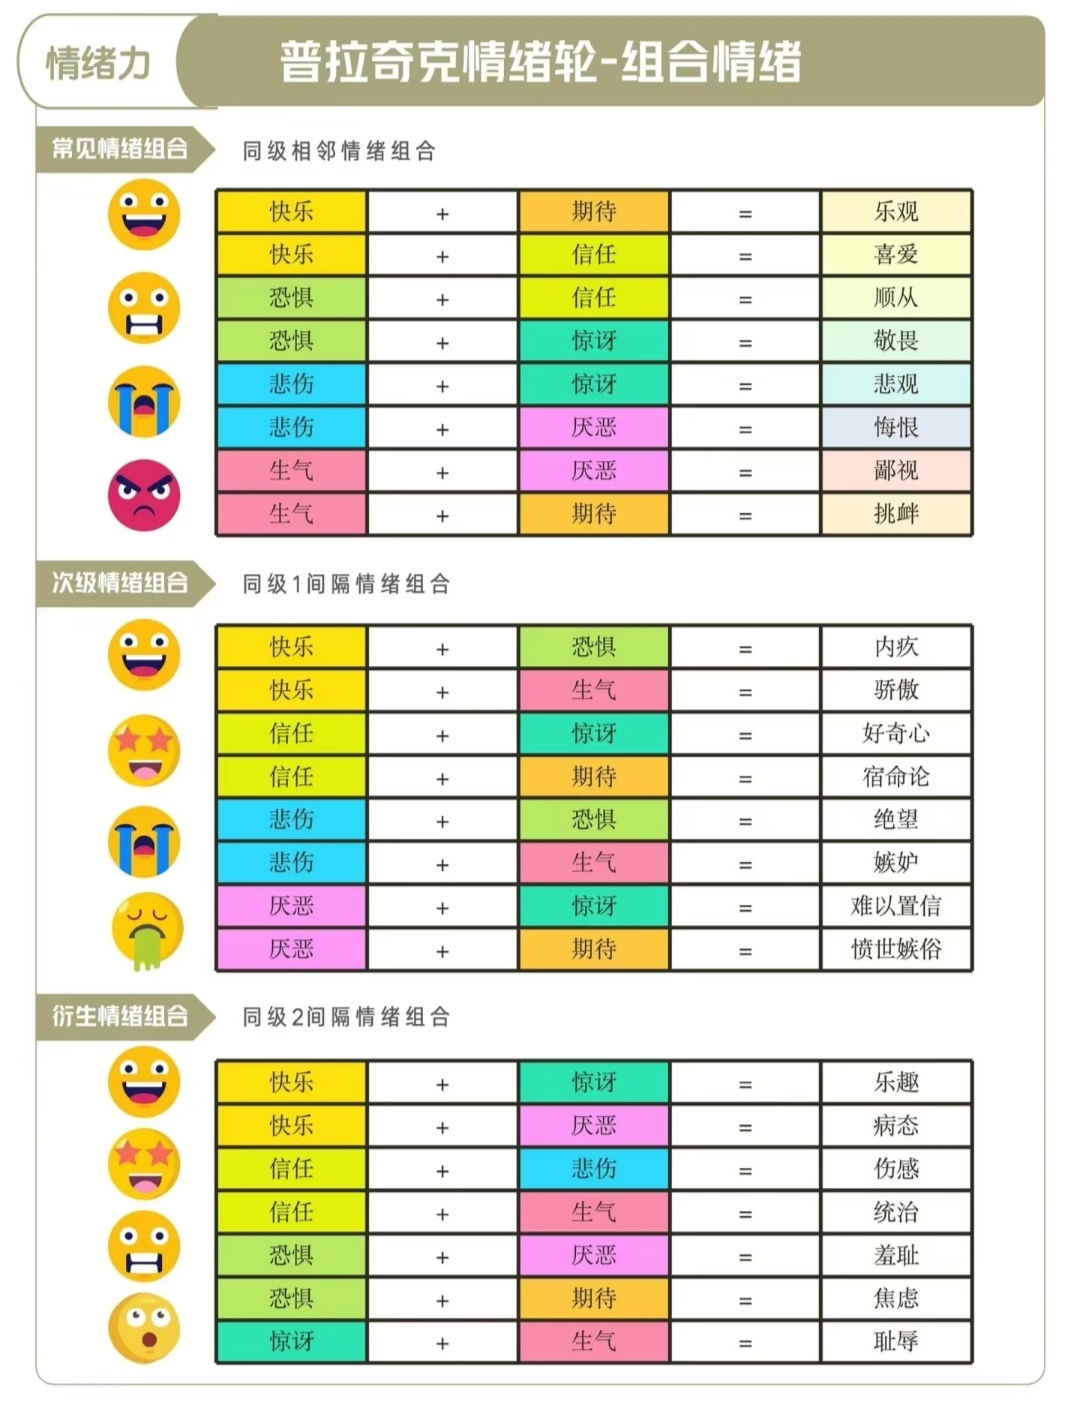 情绪力
普拉奇克情绪轮-组合情绪
常见情绪组合 同级相邻情绪组合
快乐 + 期待 = 乐观
快乐 + 信任 = 喜爱
恐惧 + 信任 = 顺从
恐惧 + 惊讶 = 敬畏
悲伤 + 惊讶 = 悲观
悲伤 + 厌恶 = 悔恨
生气 + 厌恶 = 鄙视
生气 + 期待 = 挑衅
次级情绪组合 同级1间隔情绪组合
快乐 + 恐惧 = 内疚
快乐 + 生气 = 骄傲
信任 + 惊讶 = 好奇心
信任 + 期待 = 宿命论
悲伤 + 恐惧 = 绝望
悲伤 + 生气 = 嫉妒
厌恶 + 惊讶 = 难以置信
厌恶 + 期待 = 愤世嫉俗
衍生情绪组合 同级2间隔情绪组合
快乐 + 惊讶 = 乐趣
快乐 + 厌恶 = 病态
信任 + 悲伤 = 伤感
信任 + 生气 = 统治
恐惧 + 厌恶 = 羞耻
恐惧 + 期待 = 焦虑
惊讶 + 生气 = 耻辱